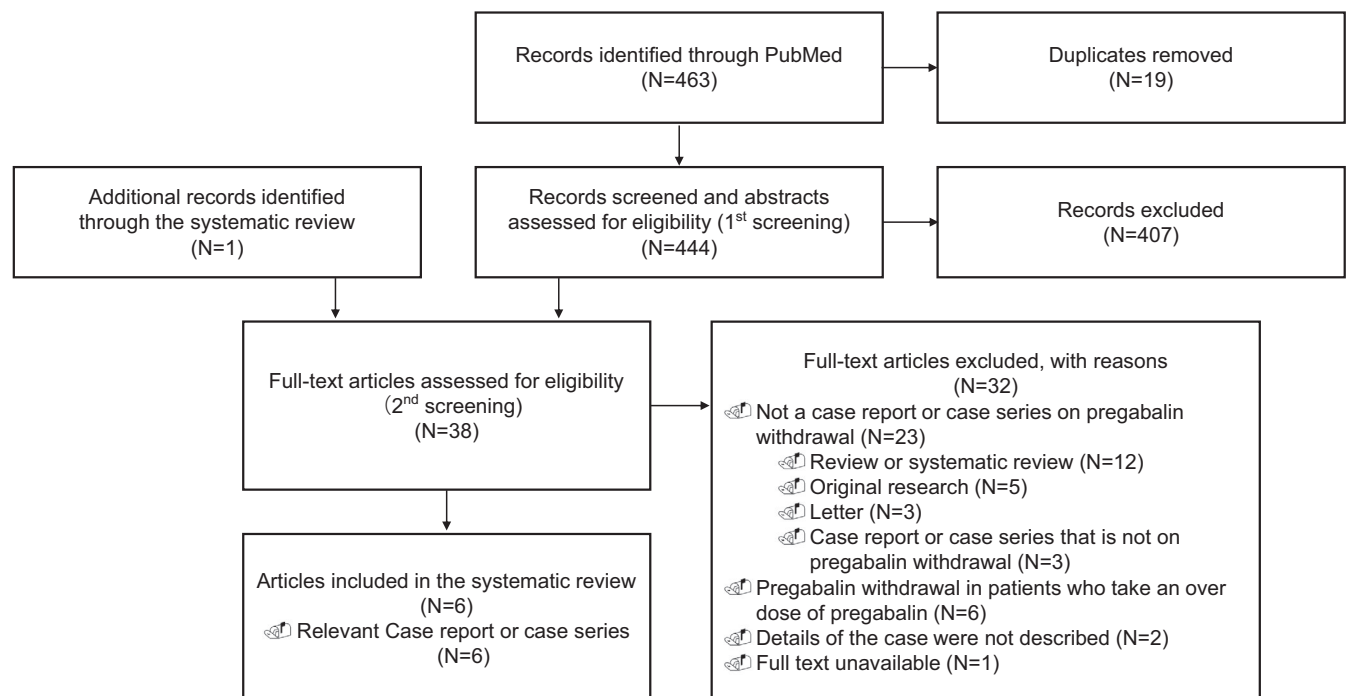 Records identified through PubMed
(N=463)
Duplicates removed
(N=19)
Additional records identified
through the systematic review
(N=1)
Records screened and abstracts
assessed for eligibility (1st screening)
(N=444)
Records excluded
(N=407)
Full-text articles assessed for eligibility
(2nd screening)
(N=38)
Full-text articles excluded, with reasons
(N=32)
Not a case report or case series on pregabalin
withdrawal (N=23)
Review or systematic review (N=12)
Original research (N=5)
Letter (N=3)
Case report or case series that is not on
pregabalin withdrawal (N=3)
Pregabalin withdrawal in patients who take an over
dose of pregabalin (N=6)
Details of the case were not described (N=2)
Full text unavailable (N=1)
Articles included in the systematic review
(N=6)
Relevant Case report or case series
(N=6)